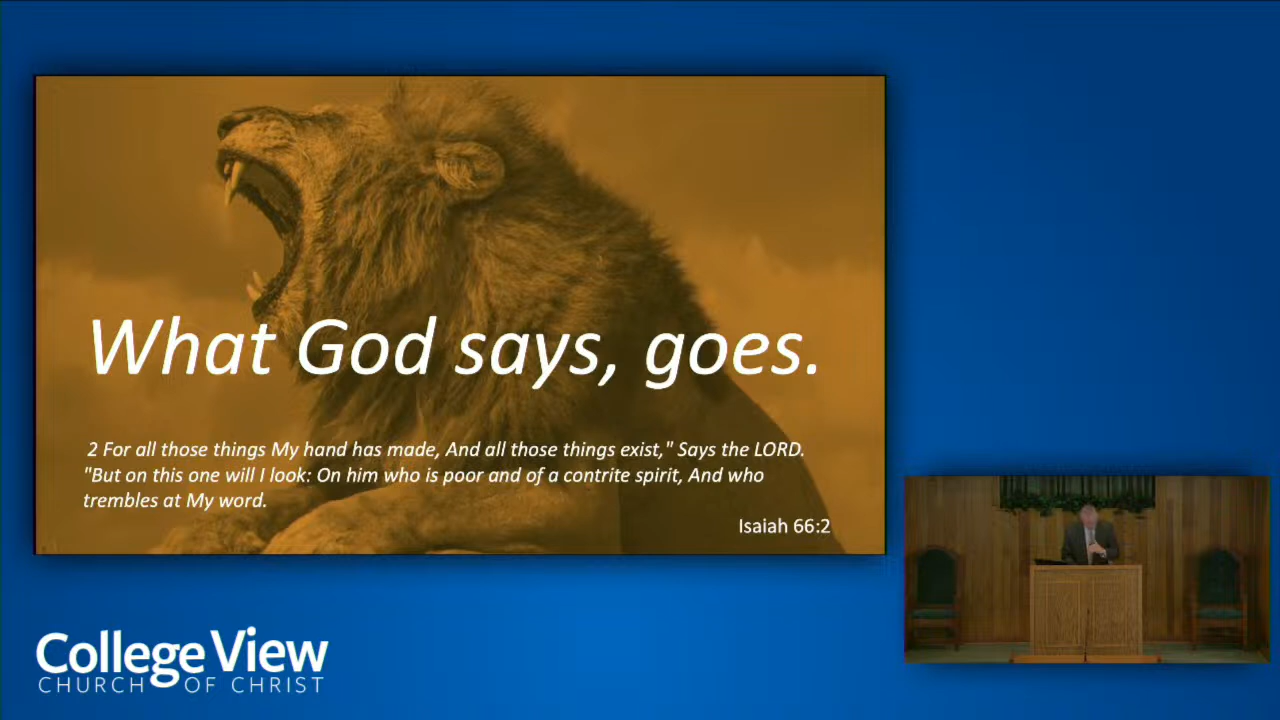 What God says, goes.
2 For all those things My hand has made, And all those things exist," Says the LORD.
"But on this one will I look: On him who is poor and of a contrite spirit, And who
trembles at My word.
Isaiah 66:2
College View
CHURCH OF CHRIST